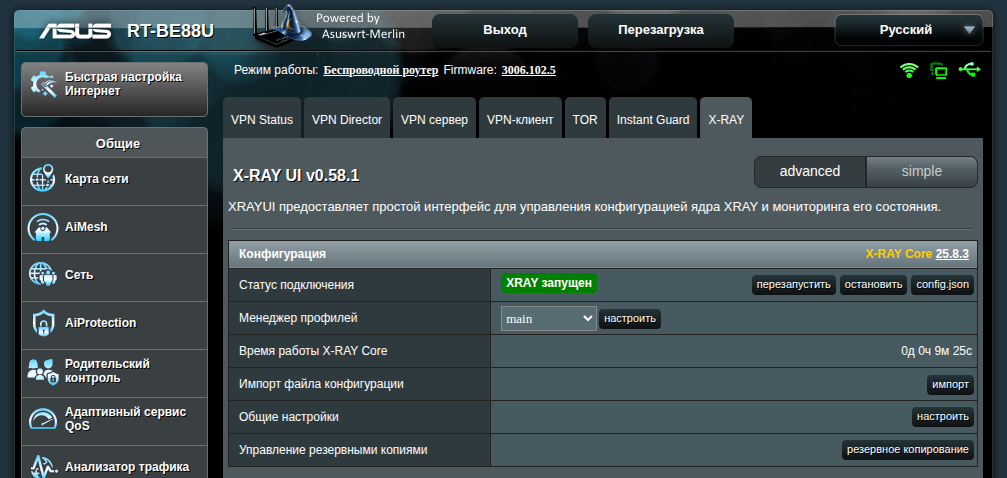 ASUS RT-BE88U
Powered by
Asuswrt-Merlin
Выход
Перезагрузка
Русский
Быстрая настройка
Интернет
Режим работы: Беспроводной роутер Firmware: 3006.102.5
VPN Status
VPN Director
VPN сервер
VPN-клиент
TOR
Instant Guard
X-RAY
Общие
Карта сети
AiMesh
Сеть
AiProtection
Родительский
контроль
Адаптивный сервис
QoS
Анализатор трафика
X-RAY UI v0.58.1
advanced
simple
XRAYUI предоставляет простой интерфейс для управления конфигурацией ядра XRAY и мониторинга его состояния.
Конфигурация
X-RAY Core 25.8.3
Статус подключения
XRAY запущен
перезапустить
остановить
config.json
Менеджер профилей
main
настроить
Время работы X-RAY Core
0д 0ч 9м 25с
Импорт файла конфигурации
импорт
Общие настройки
настроить
Управление резервными копиями
резервное копирование